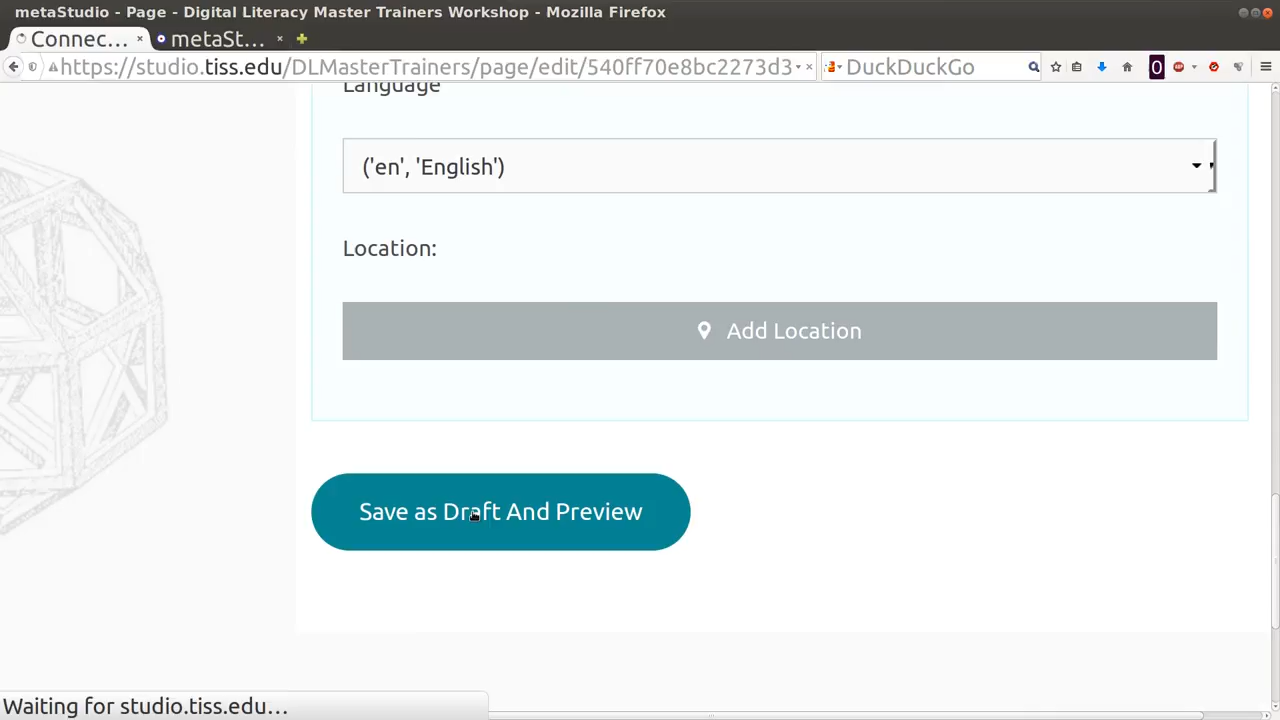 metaStudio - Page - Digital Literacy Master Trainers Workshop - Mozilla Firefox
Connec... × metaSt... ×
https://studio.tiss.edu/DLMasterTrainers/page/edit/540ff70e8bc2273d3 DuckDuckGo
Language
('en', 'English')
Location:
Add Location
Save as Draft And Preview
Waiting for studio.tiss.edu...